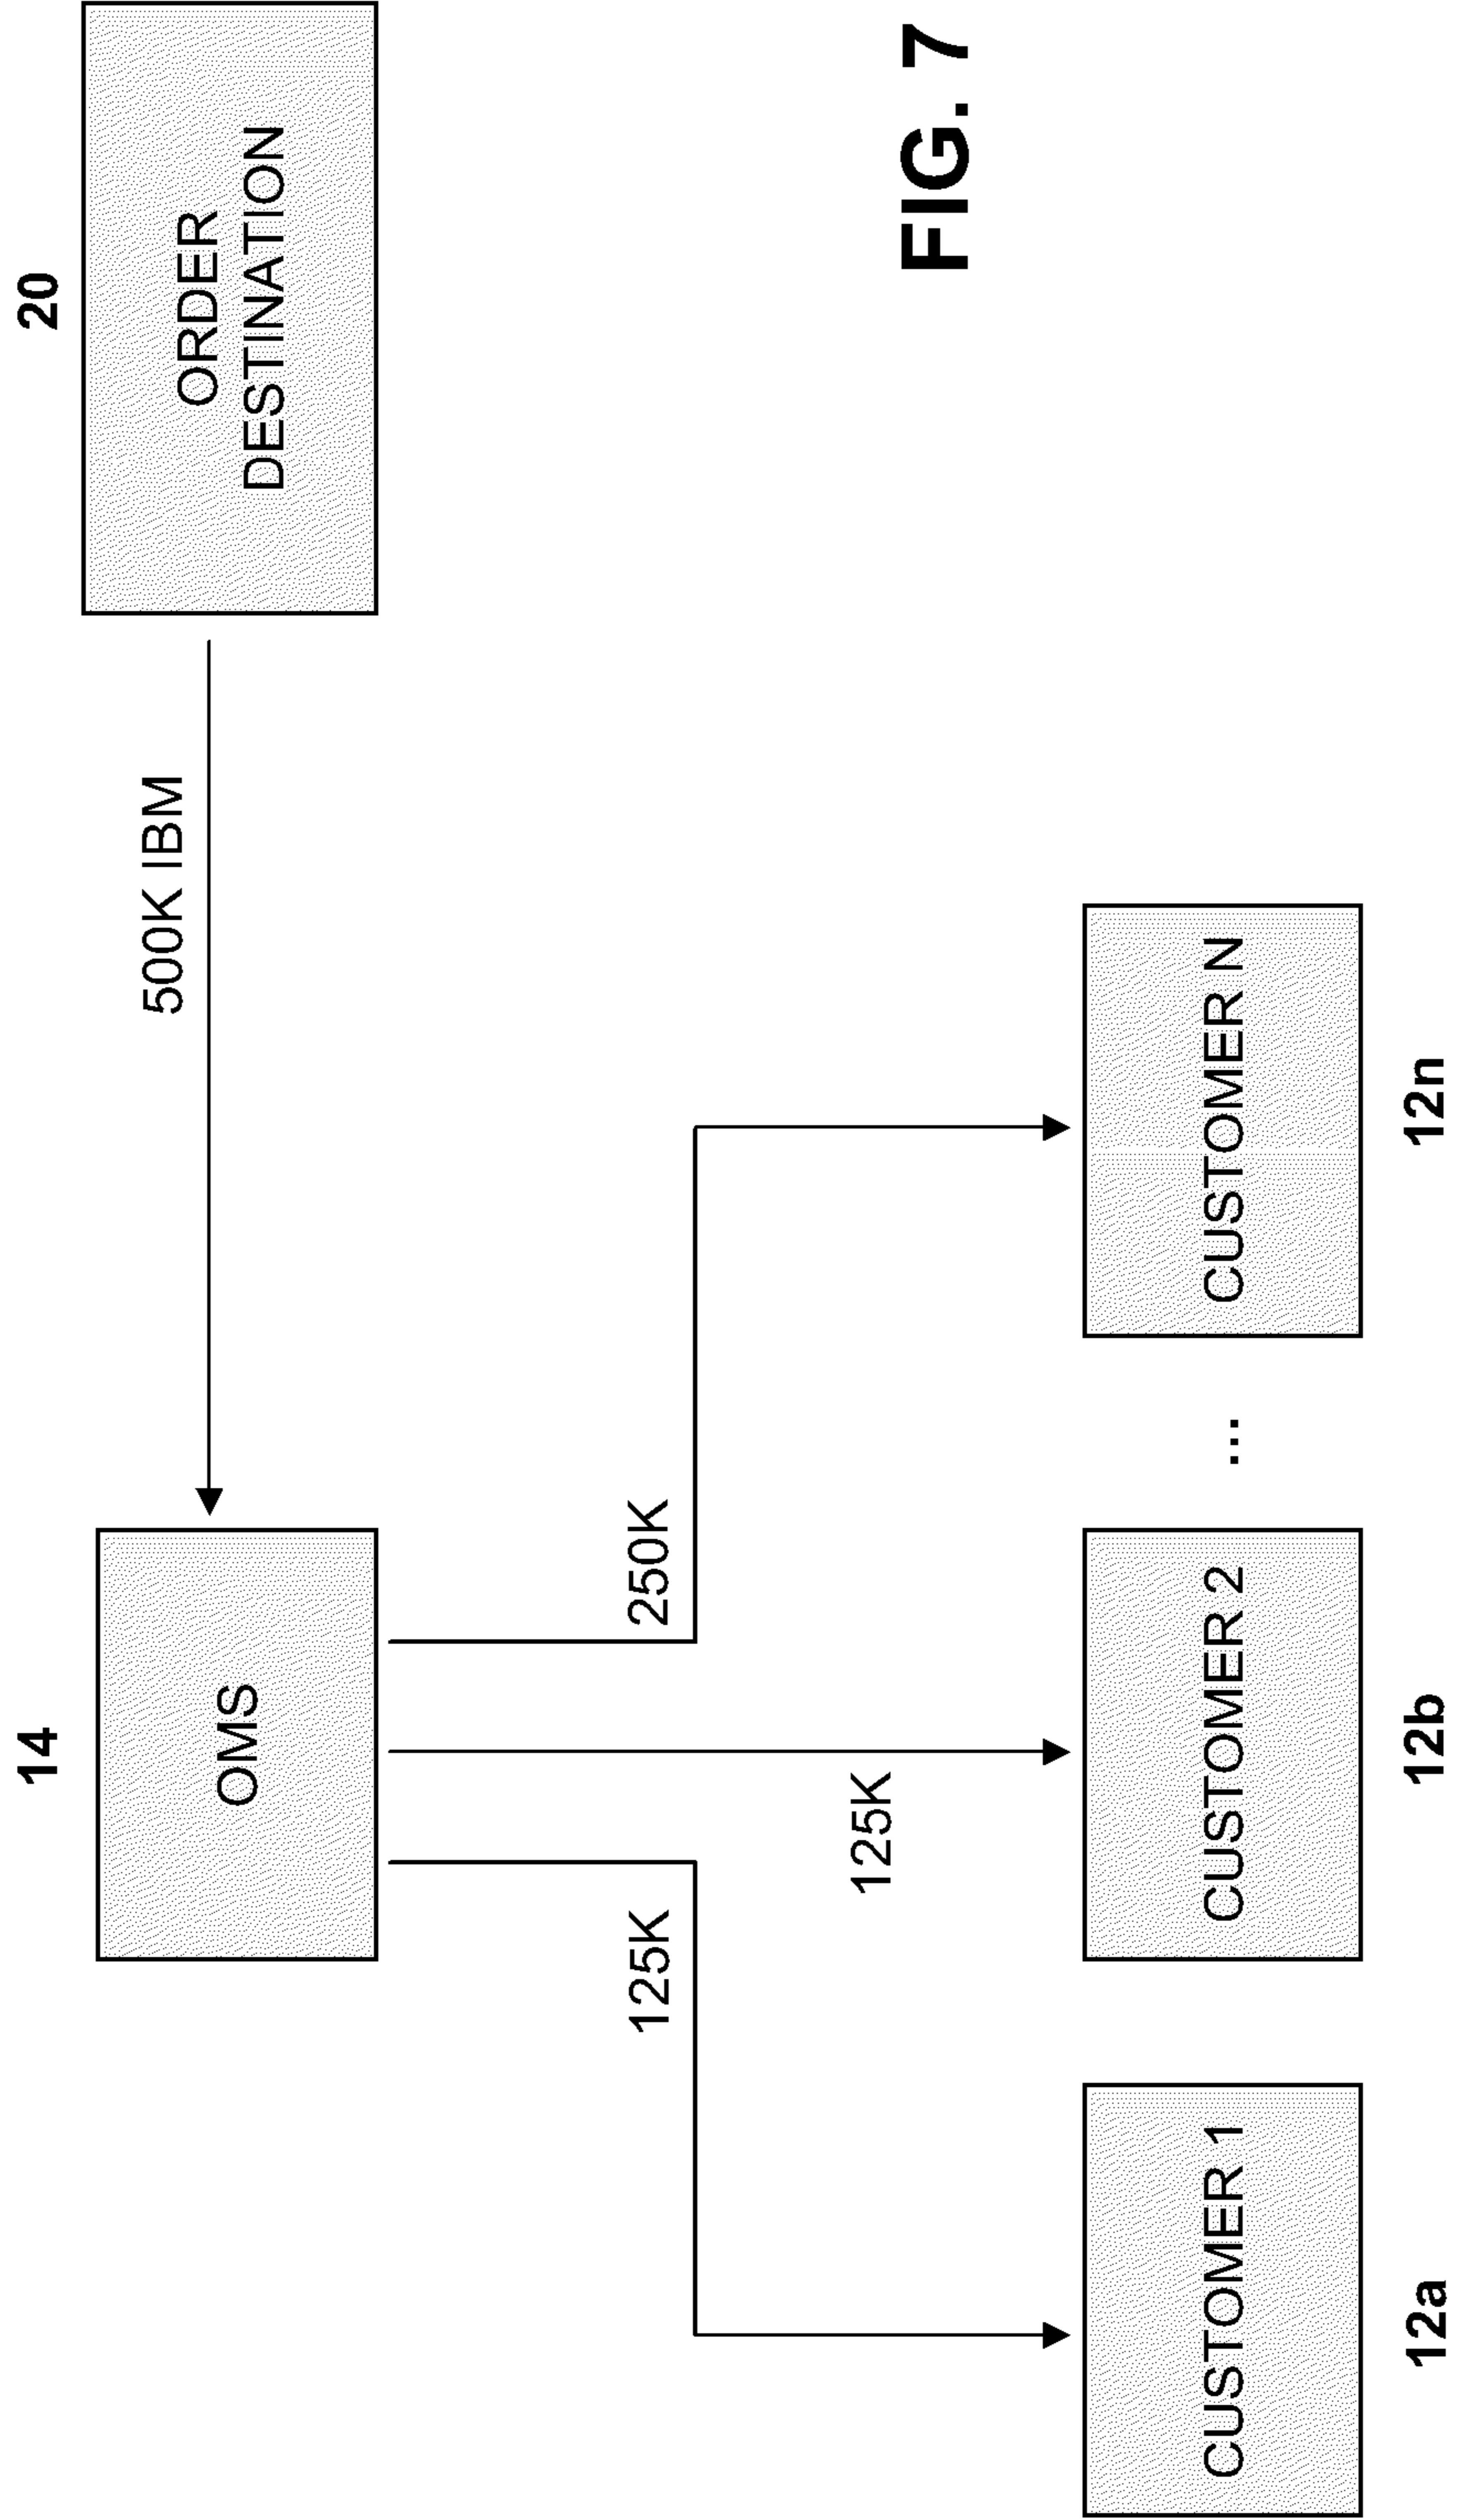 14
OMS
20
ORDER
DESTINATION
500K IBM
125K
125K
250K
CUSTOMER 1
CUSTOMER 2
...
CUSTOMER N
12a
12b
12n
FIG. 7